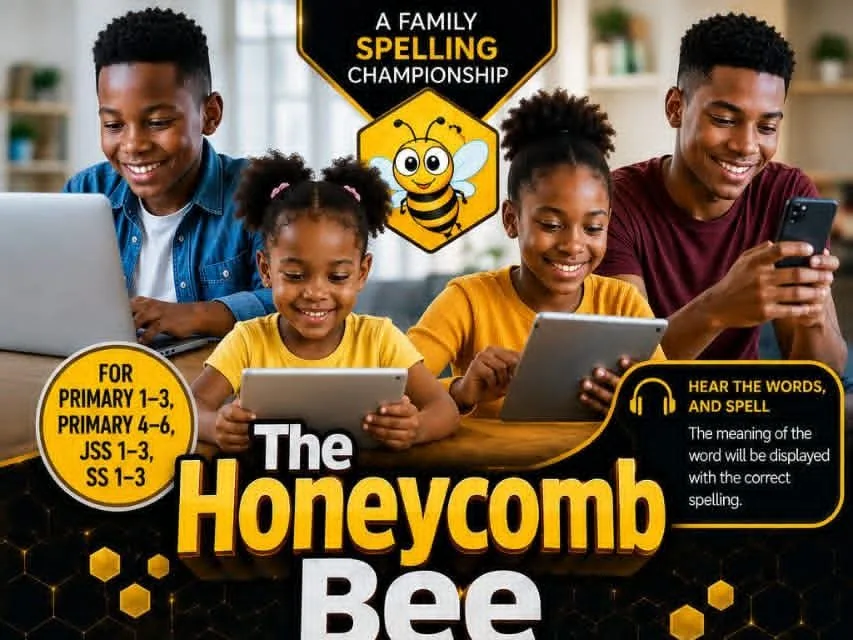 A FAMILY
SPELLING
CHAMPIONSHIP
FOR
PRIMARY 1–3,
PRIMARY 4–6,
JSS 1–3,
SS 1–3
HEAR THE WORDS,
AND SPELL
The meaning of the
word will be displayed
with the correct
spelling.
The
Honeycomb
Bee